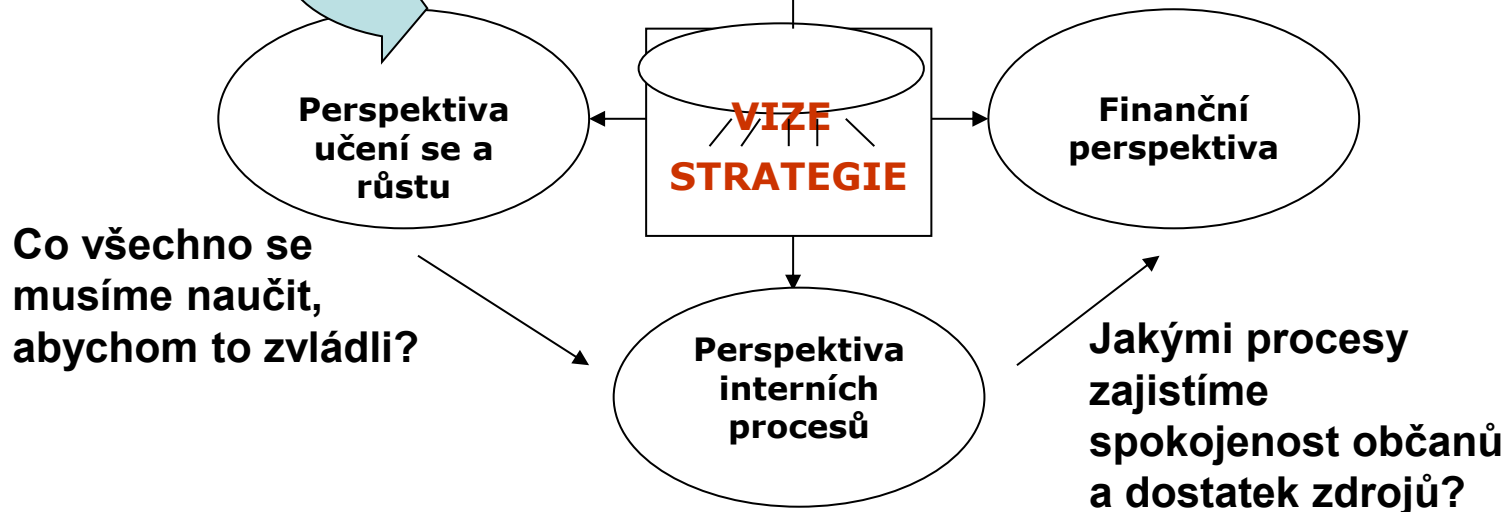 Perspektiva
učení se a
růstu
VIZE
STRATEGIE
Finanční
perspektiva
Co všechno se
musíme naučit,
abychom to zvládli?
Perspektiva
interních
procesů
Jakými procesy
zajistíme
spokojenost občanů
a dostatek zdrojů?